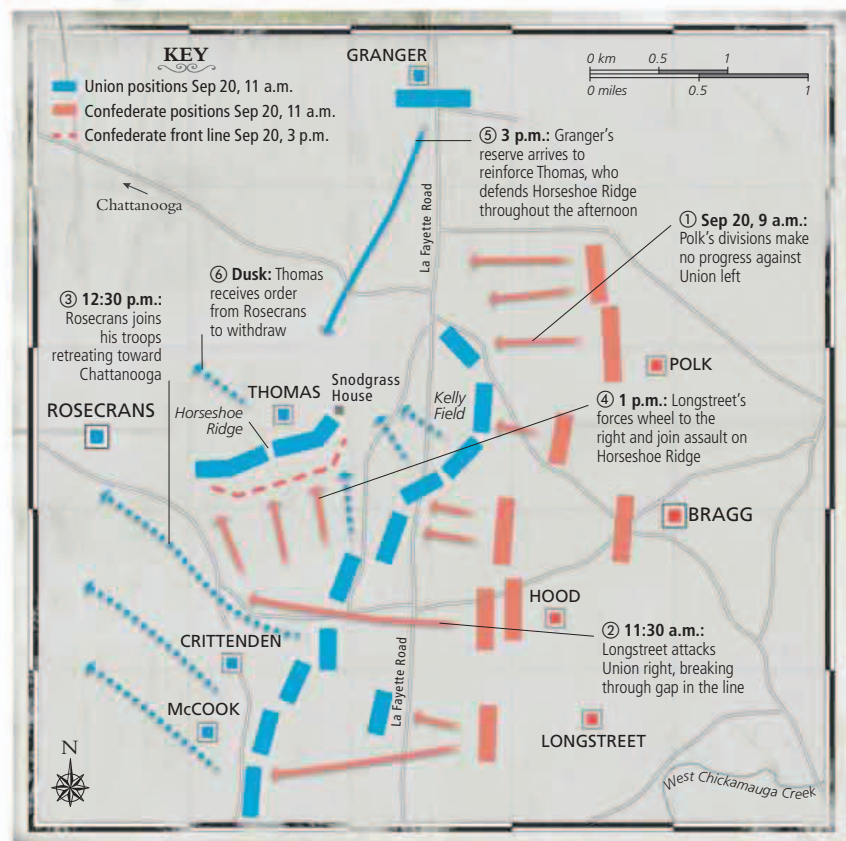 KEY
Union positions Sep 20, 11 a.m.
Confederate positions Sep 20, 11 a.m.
Confederate front line Sep 20, 3 p.m.
GRANGER
0 km 0.5 1
0 miles 0.5 1
Chattanooga
⑤ 3 p.m.: Granger's
reserve arrives to
reinforce Thomas, who
defends Horseshoe Ridge
throughout the afternoon
La Fayette Road
① Sep 20, 9 a.m.:
Polk's divisions make
no progress against
Union left
⑥ Dusk: Thomas
receives order
from Rosecrans
to withdraw
③ 12:30 p.m.:
Rosecrans joins
his troops
retreating toward
Chattanooga
POLK
THOMAS
Snodgrass
House
Kelly
Field
Horseshoe
Ridge
ROSECRANS
④ 1 p.m.: Longstreet's
forces wheel to the
right and join assault on
Horseshoe Ridge
BRAGG
HOOD
② 11:30 a.m.:
Longstreet attacks
Union right, breaking
through gap in the line
CRITTENDEN
La Fayette Road
McCOOK
LONGSTREET
N
West Chickamauga Creek